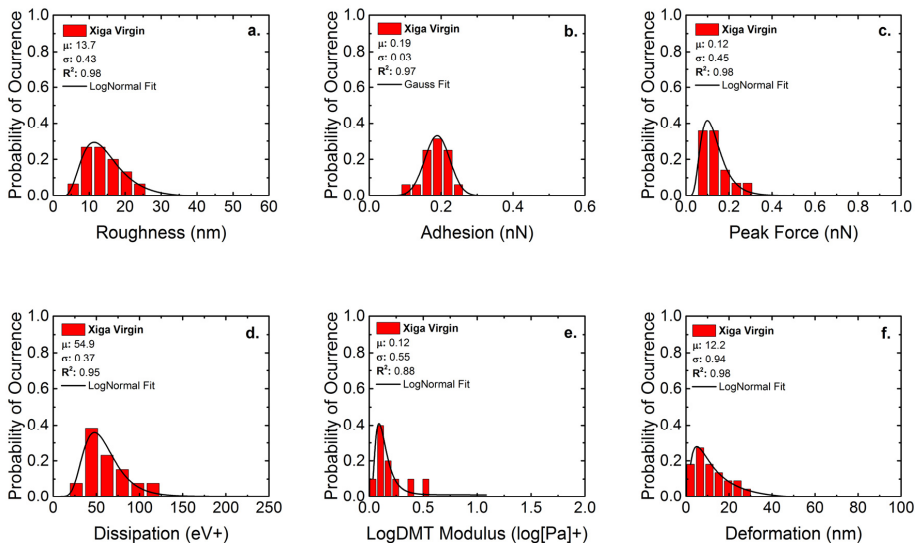 Probability of Ocurrence
1.0
0.8
0.6
0.4
0.2
0.0
Xiga Virgin
µ: 13.7
σ: 0.43
R²: 0.98
LogNormal Fit
a.
0 10 20 30 40 50 60
Roughness (nm)
Probability of Ocurrence
1.0
0.8
0.6
0.4
0.2
0.0
Xiga Virgin
µ: 0.19
σ: 0.03
R²: 0.97
Gauss Fit
b.
0.0 0.2 0.4 0.6
Adhesion (nN)
Probability of Ocurrence
1.0
0.8
0.6
0.4
0.2
0.0
Xiga Virgin
µ: 0.12
σ: 0.45
R²: 0.98
LogNormal Fit
c.
0.0 0.2 0.4 0.6 0.8 1.0
Peak Force (nN)
Probability of Ocurrence
1.0
0.8
0.6
0.4
0.2
0.0
Xiga Virgin
µ: 54.9
σ: 0.37
R²: 0.95
LogNormal Fit
d.
0 50 100 150 200 250
Dissipation (eV+)
Probability of Ocurrence
1.0
0.8
0.6
0.4
0.2
0.0
Xiga Virgin
µ: 0.12
σ: 0.55
R²: 0.88
LogNormal Fit
e.
0.0 0.5 1.0 1.5 2.0
LogDMT Modulus (log[Pa]+)
Probability of Ocurrence
1.0
0.8
0.6
0.4
0.2
0.0
Xiga Virgin
µ: 12.2
σ: 0.94
R²: 0.98
LogNormal Fit
f.
0 20 40 60 80 100
Deformation (nm)